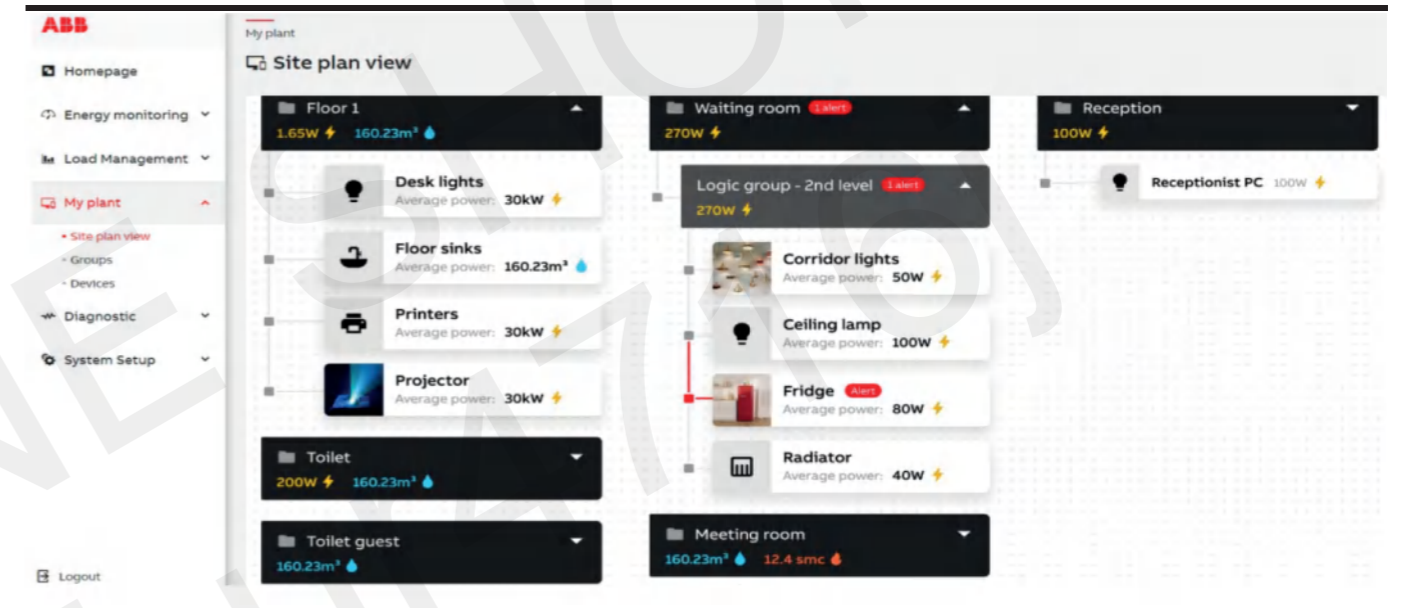 ABB
Homepage
Energy monitoring
Load Management
My plant
Site plan view
- Groups
- Devices
Diagnostic
System Setup
Logout
My plant
Site plan view
Floor 1
1.65W 160.23m³
Desk lights
Average power: 30kW
Floor sinks
Average power: 160.23m³
Printers
Average power: 30kW
Projector
Average power: 30kW
Toilet
200W 160.23m³
Toilet guest
160.23m³
Waiting room 1 alert
270W
Logic group - 2nd level 1 alert
270W
Corridor lights
Average power: 50W
Ceiling lamp
Average power: 100W
Fridge Alert
Average power: 80W
Radiator
Average power: 40W
Meeting room
160.23m³ 12.4 smc
Reception
100W
Receptionist PC 100W